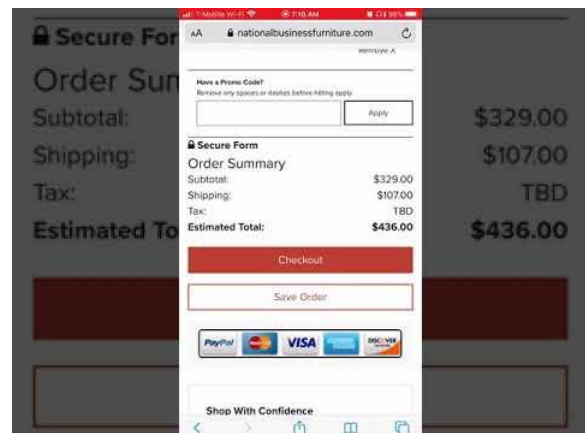 T-Mobile Wi-Fi 7:10 AM 36%
AA nationalbusinessfurniture.com
Remove X
Have a Promo Code?
Remove any spaces or dashes before hitting apply.
Apply
Secure Form
Order Summary
Subtotal: $329.00
Shipping: $107.00
Tax: TBD
Estimated Total: $436.00
Checkout
Save Order
PayPal VISA DISCOVER
Shop With Confidence
Secure For
Order Sum
Subtotal: $329.00
Shipping: $107.00
Tax: TBD
Estimated To $436.00